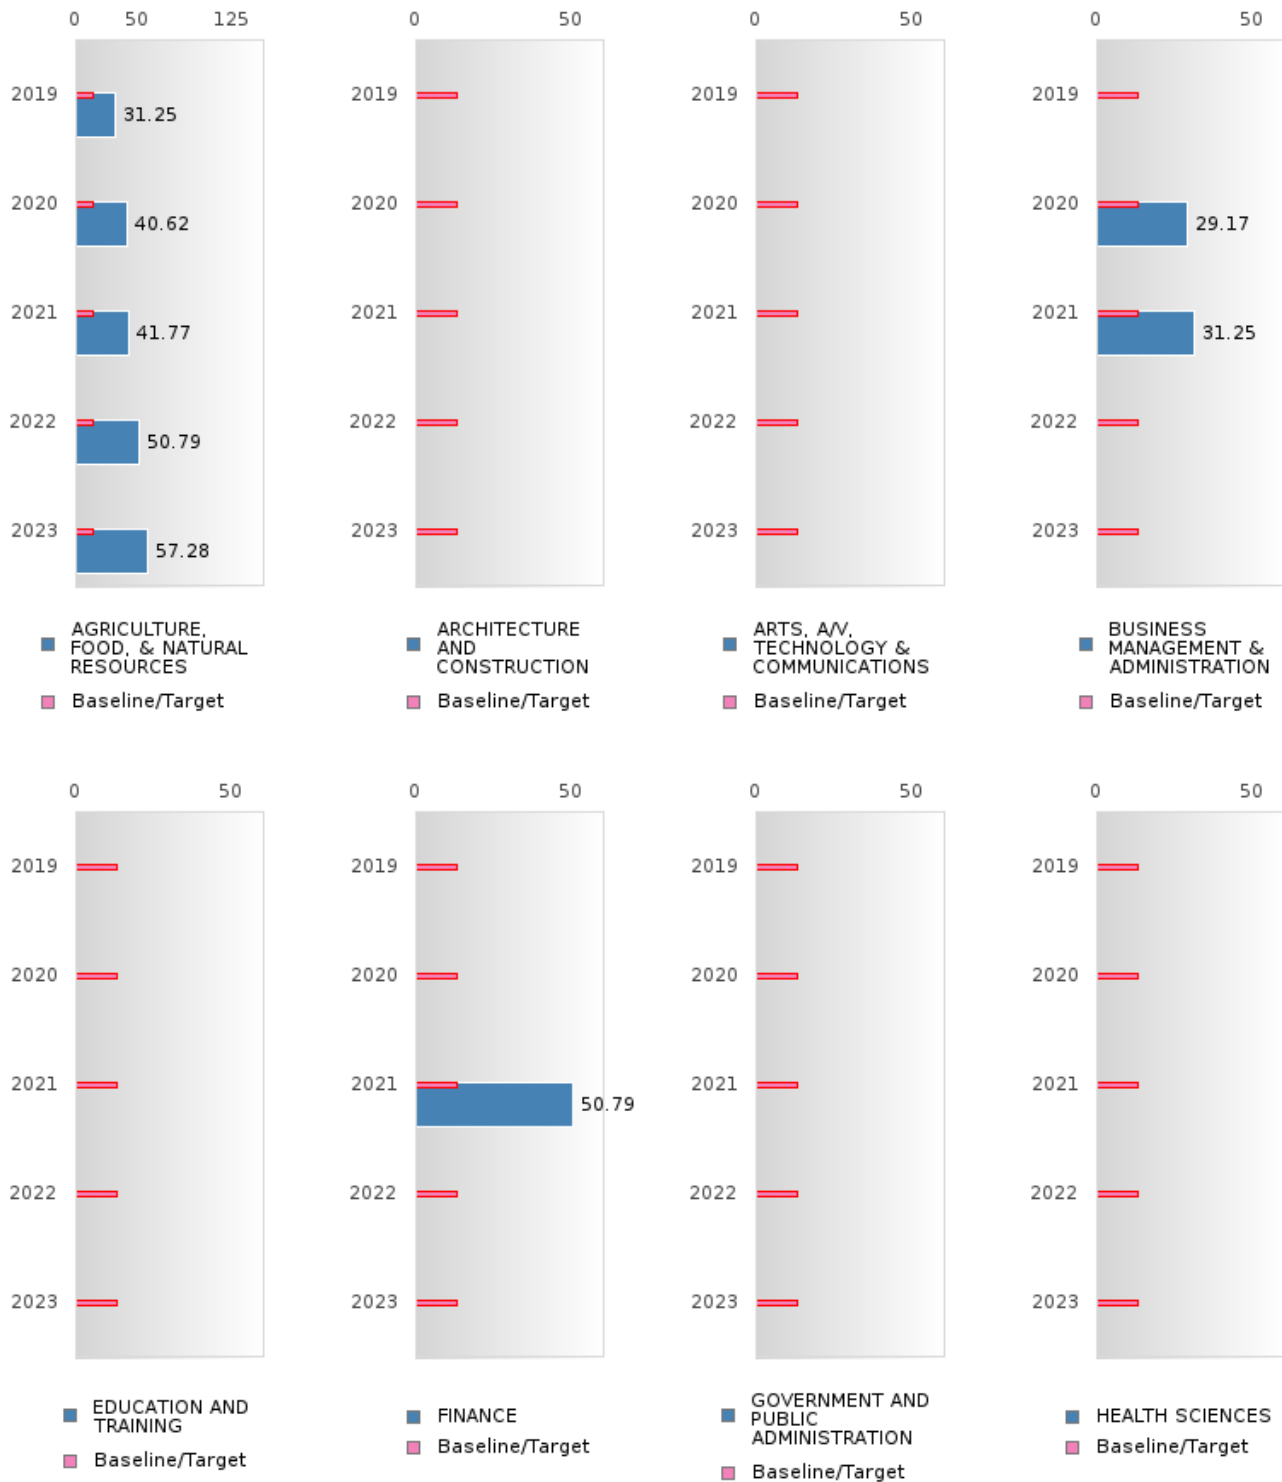 0 50 125
2019
31.25
2020
40.62
2021
41.77
2022
50.79
2023
57.28
AGRICULTURE,
FOOD, & NATURAL
RESOURCES
Baseline/Target
0 50
2019
2020
2021
2022
2023
ARCHITECTURE
AND
CONSTRUCTION
Baseline/Target
0 50
2019
2020
2021
2022
2023
ARTS, A/V,
TECHNOLOGY &
COMMUNICATIONS
Baseline/Target
0 50
2019
2020
29.17
2021
31.25
2022
2023
BUSINESS
MANAGEMENT &
ADMINISTRATION
Baseline/Target
0 50
2019
2020
2021
2022
2023
EDUCATION AND
TRAINING
Baseline/Target
0 50
2019
2020
2021
50.79
2022
2023
FINANCE
Baseline/Target
0 50
2019
2020
2021
2022
2023
GOVERNMENT AND
PUBLIC
ADMINISTRATION
Baseline/Target
0 50
2019
2020
2021
2022
2023
HEALTH SCIENCES
Baseline/Target